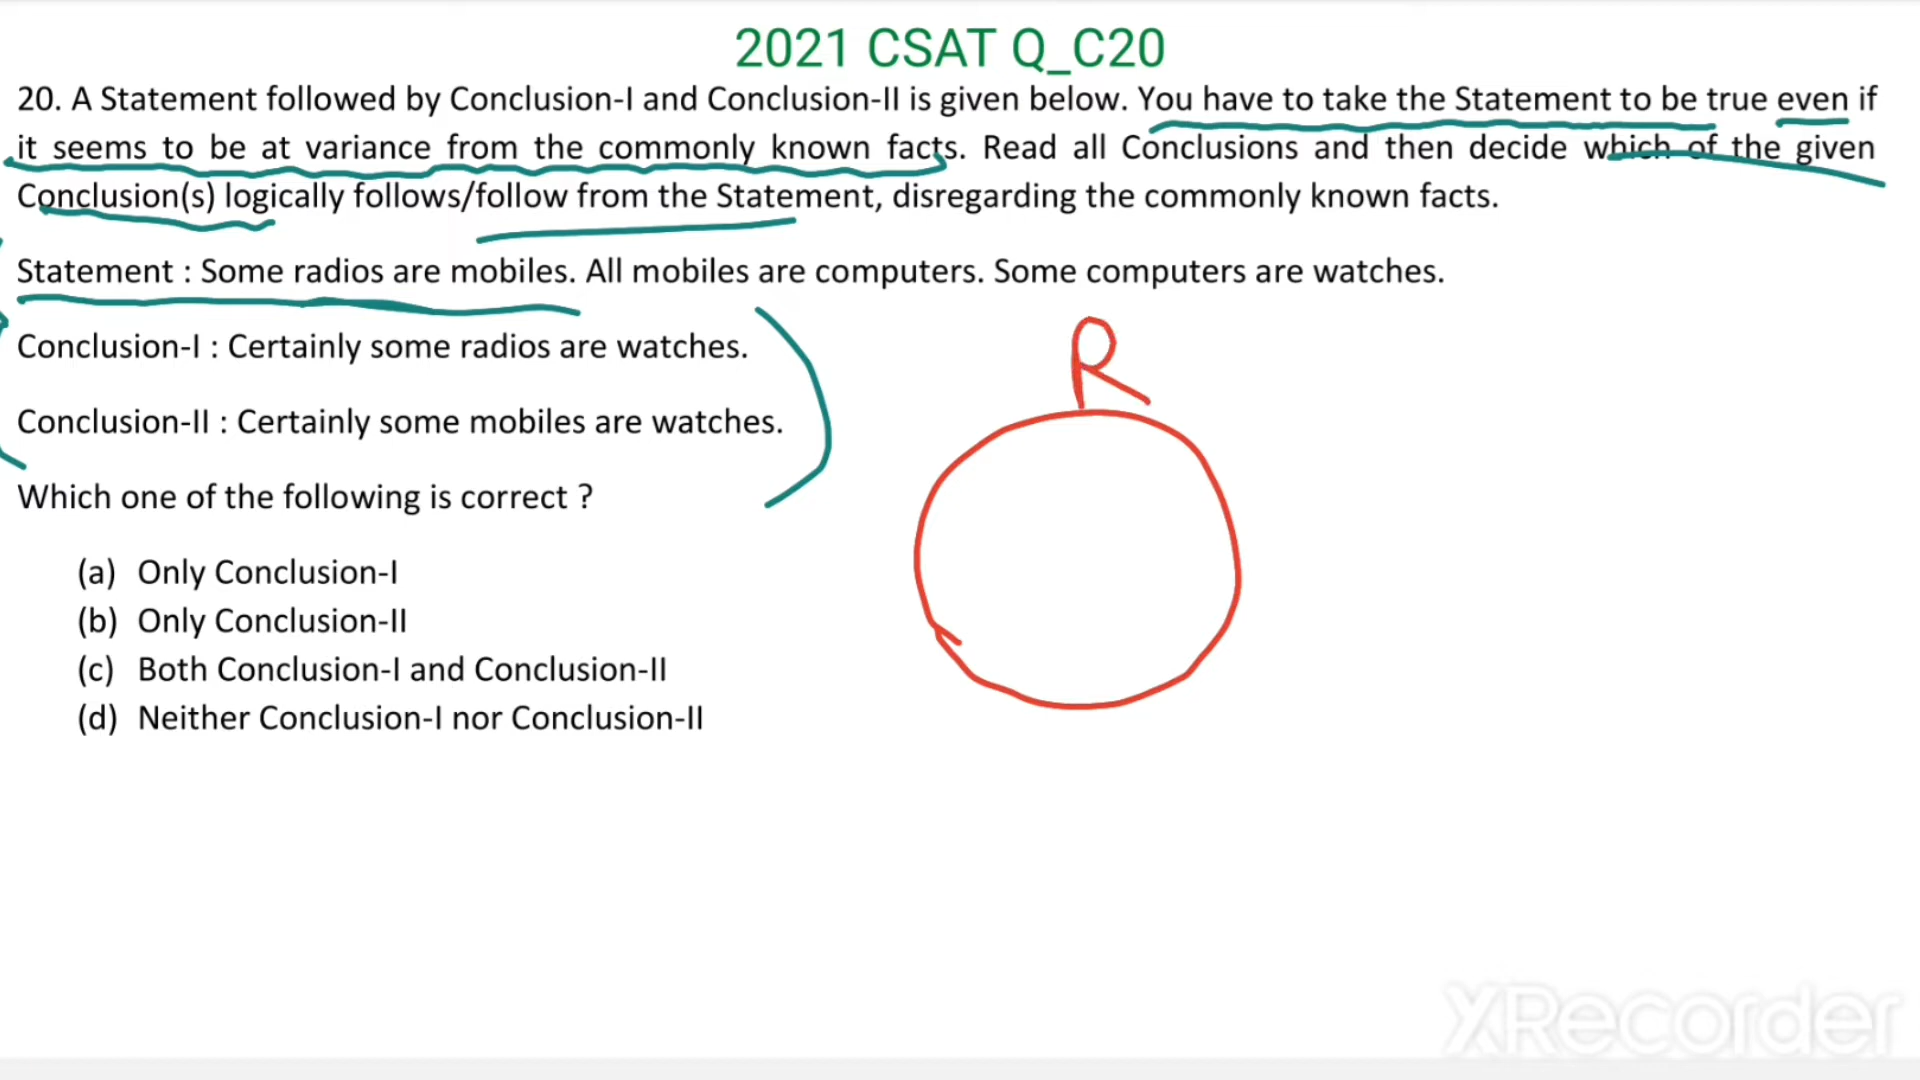 2021 CSAT Q_C20
20. A Statement followed by Conclusion-I and Conclusion-II is given below. You have to take the Statement to be true even if
it seems to be at variance from the commonly known facts. Read all Conclusions and then decide which of the given
Conclusion(s) logically follows/follow from the Statement, disregarding the commonly known facts.
Statement : Some radios are mobiles. All mobiles are computers. Some computers are watches.
Conclusion-I : Certainly some radios are watches.
Conclusion-II : Certainly some mobiles are watches.
Which one of the following is correct ?
(a) Only Conclusion-I
(b) Only Conclusion-II
(c) Both Conclusion-I and Conclusion-II
(d) Neither Conclusion-I nor Conclusion-II
R
XRecorder